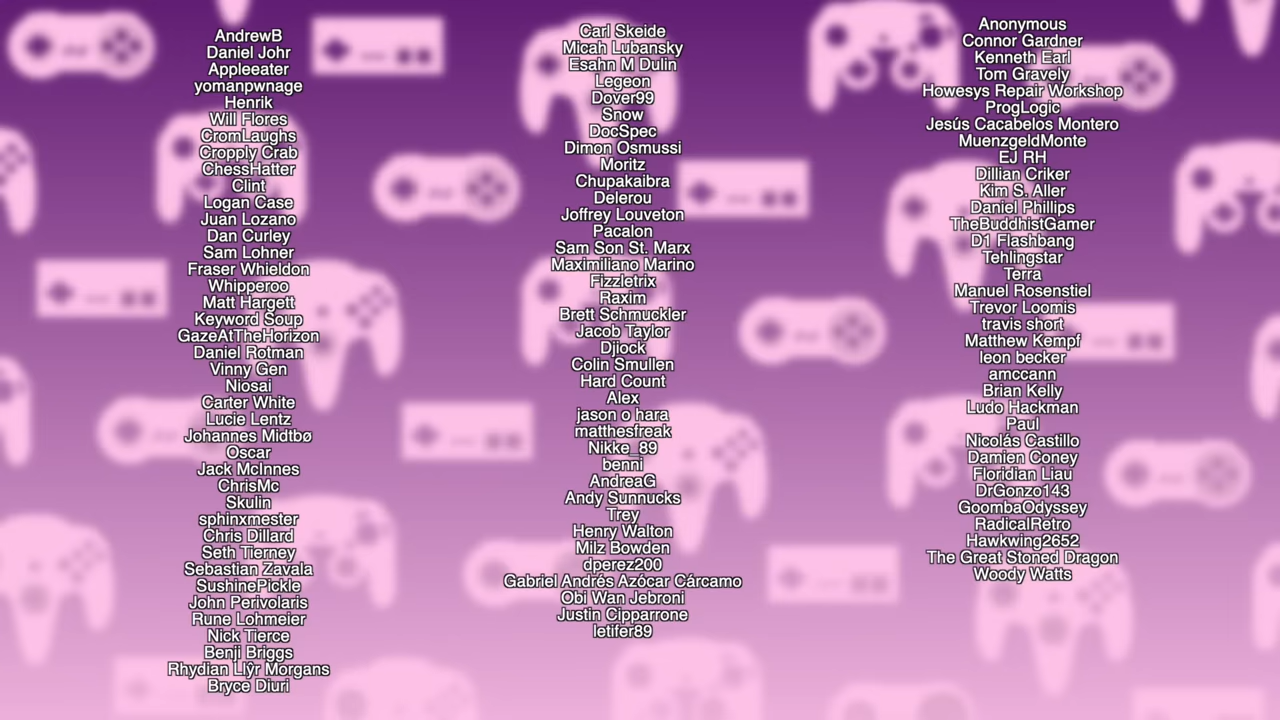 AndrewB
Daniel Johr
Appleeater
yomanpwnage
Henrik
Will Flores
CromLaughs
Cropply Crab
ChessHatter
Clint
Logan Case
Juan Lozano
Dan Curley
Sam Lohner
Fraser Whieldon
Whipperoo
Matt Hargett
Keyword Soup
GazeAtTheHorizon
Daniel Rotman
Vinny Gen
Niosai
Carter White
Lucie Lentz
Johannes Midtbø
Oscar
Jack McInnes
ChrisMc
Skulin
sphinxmester
Chris Dillard
Seth Tierney
Sebastian Zavala
SushinePickle
John Perivolaris
Rune Lohmeier
Nick Tierce
Benji Briggs
Rhydian Llŷr Morgans
Bryce Diuri
Carl Skeide
Micah Lubansky
Esahn M Dulin
Legeon
Dover99
Snow
DocSpec
Dimon Osmussi
Moritz
Chupakaibra
Delerou
Joffrey Louveton
Pacalon
Sam Son St. Marx
Maximiliano Marino
Fizzletrix
Raxim
Brett Schmuckler
Jacob Taylor
Djiock
Colin Smullen
Hard Count
Alex
jason o hara
matthesfreak
Nikke_89
benni
AndreaG
Andy Sunnucks
Trey
Henry Walton
Milz Bowden
dperez200
Gabriel Andrés Azócar Cárcamo
Obi Wan Jebroni
Justin Cipparrone
letifer89
Anonymous
Connor Gardner
Kenneth Earl
Tom Gravely
Howesys Repair Workshop
ProgLogic
Jesús Cacabelos Montero
MuenzgeldMonte
EJ RH
Dillian Criker
Kim S. Aller
Daniel Phillips
TheBuddhistGamer
D1 Flashbang
Tehlingstar
Terra
Manuel Rosenstiel
Trevor Loomis
travis short
Matthew Kempf
leon becker
amccann
Brian Kelly
Ludo Hackman
Paul
Nicolás Castillo
Damien Coney
Floridian Liau
DrGonzo143
GoombaOdyssey
RadicalRetro
Hawkwing2652
The Great Stoned Dragon
Woody Watts